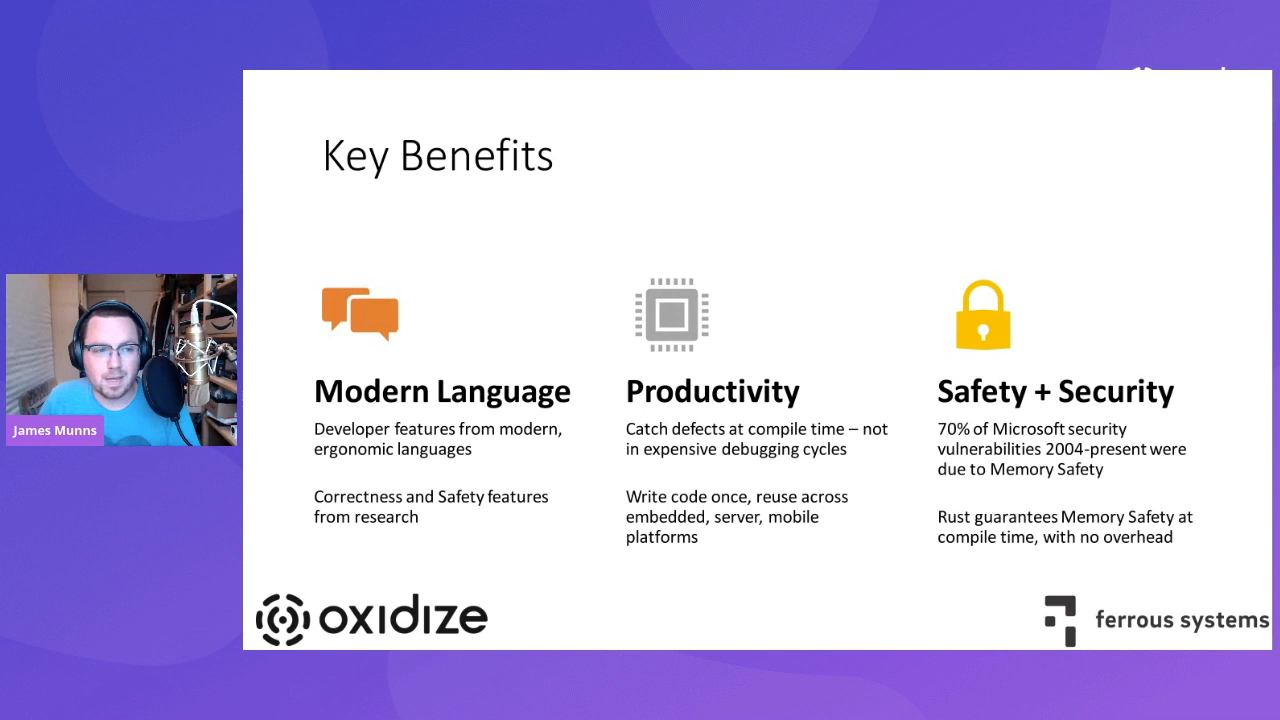 Key Benefits
Modern Language
Developer features from modern,
ergonomic languages
Correctness and Safety features
from research
Productivity
Catch defects at compile time – not
in expensive debugging cycles
Write code once, reuse across
embedded, server, mobile
platforms
Safety + Security
70% of Microsoft security
vulnerabilities 2004-present were
due to Memory Safety
Rust guarantees Memory Safety at
compile time, with no overhead
James Munns
oxidize
ferrous systems